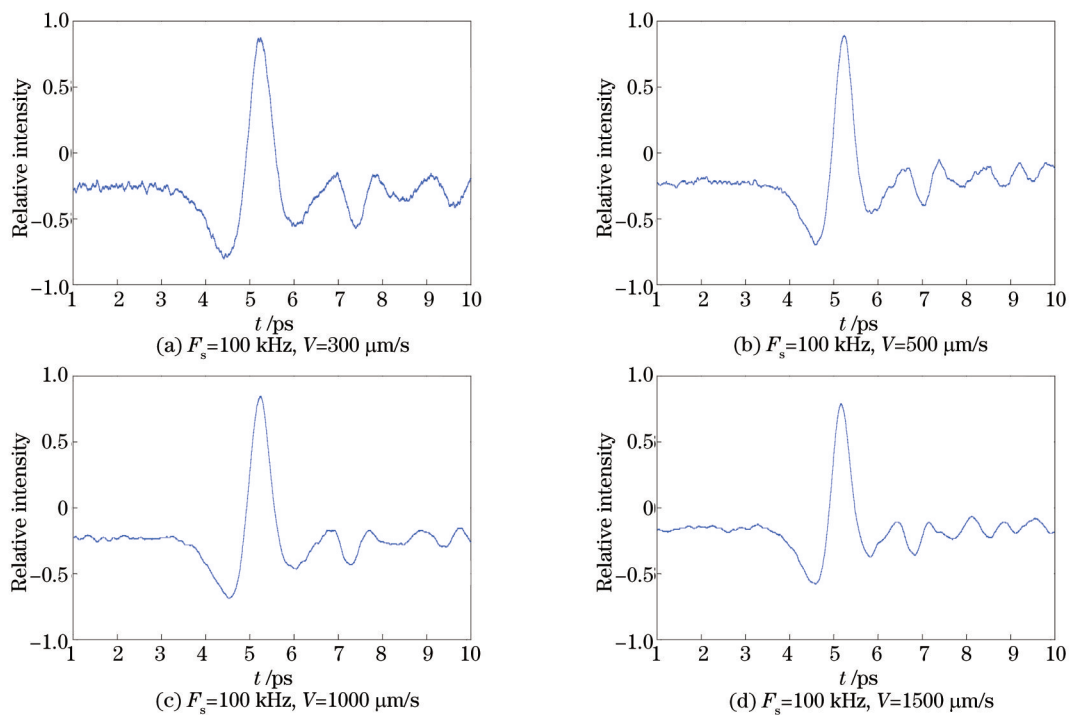 1.0
0.5
0
−0.5
−1.0
Relative intensity
1 2 3 4 5 6 7 8 9 10
t /ps
(a) Fs=100 kHz, V=300 μm/s
1.0
0.5
0
−0.5
−1.0
Relative intensity
1 2 3 4 5 6 7 8 9 10
t /ps
(b) Fs=100 kHz, V=500 μm/s
1.0
0.5
0
−0.5
−1.0
Relative intensity
1 2 3 4 5 6 7 8 9 10
t /ps
(c) Fs=100 kHz, V=1000 μm/s
1.0
0.5
0
−0.5
−1.0
Relative intensity
1 2 3 4 5 6 7 8 9 10
t /ps
(d) Fs=100 kHz, V=1500 μm/s